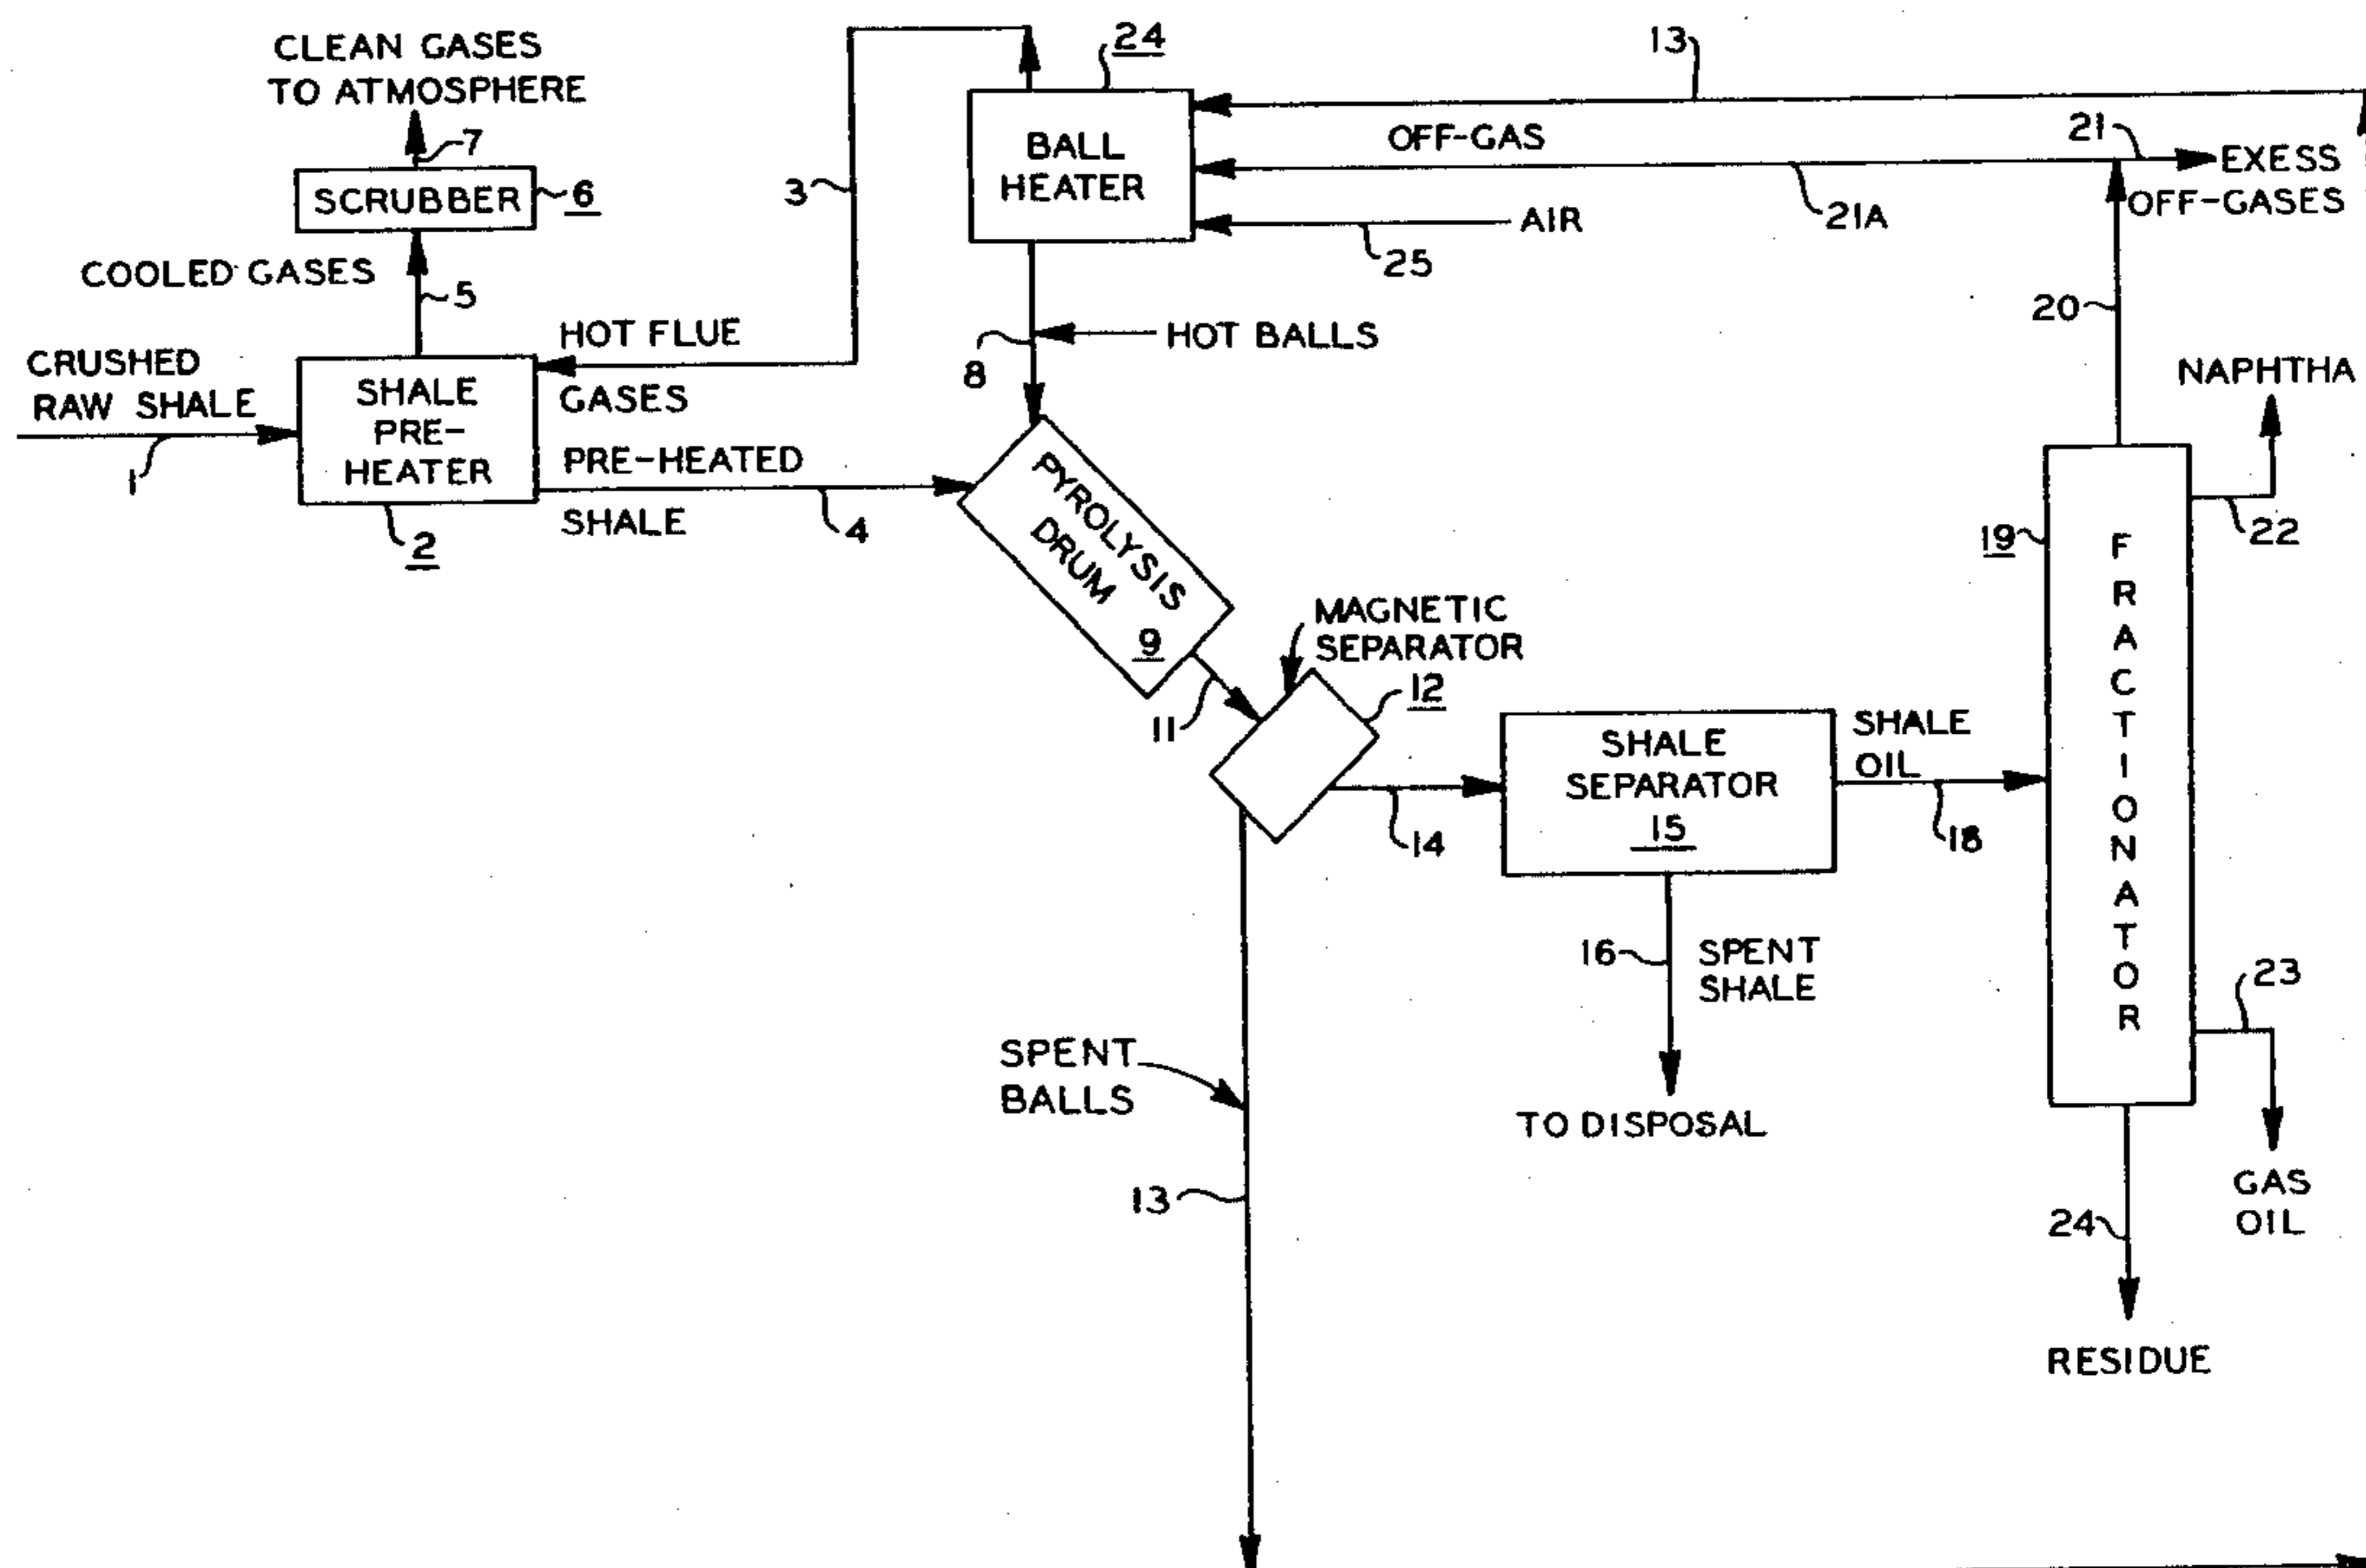 CLEAN GASES
TO ATMOSPHERE
7
SCRUBBER
6
COOLED GASES
5
CRUSHED
RAW SHALE
1
SHALE
PRE-
HEATER
2
HOT FLUE
GASES
PRE-HEATED
SHALE
4
3
24
BALL
HEATER
13
OFF-GAS
21
EXESS
OFF-GASES
21A
AIR
25
20
HOT BALLS
8
PYROLYSIS
DRUM
9
11
MAGNETIC
SEPARATOR
12
14
SHALE
SEPARATOR
15
SHALE
OIL
18
16
SPENT
SHALE
TO DISPOSAL
SPENT
BALLS
13
NAPHTHA
22
19
FRACTIONATOR
23
GAS
OIL
24
RESIDUE